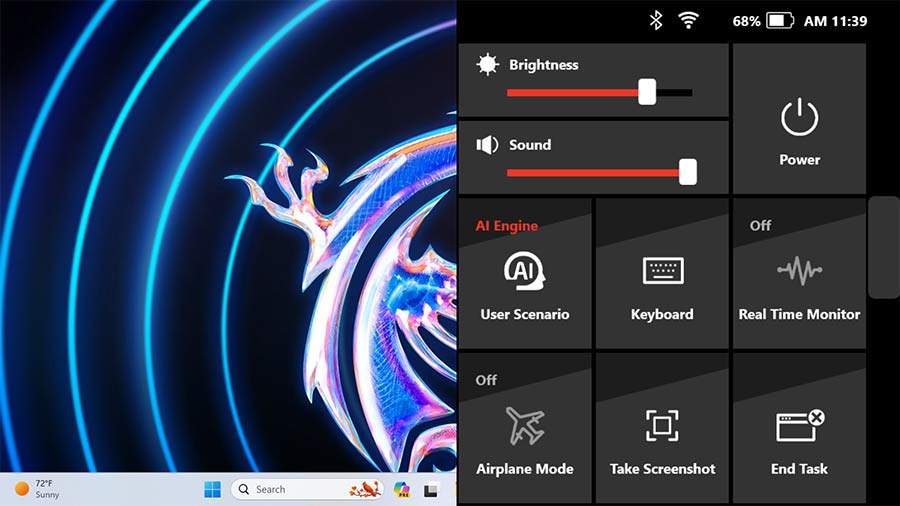 68% AM 11:39
Brightness
Sound
Power
AI Engine
AI
User Scenario
Keyboard
Off
Real Time Monitor
Off
Airplane Mode
Take Screenshot
End Task
72°F
Sunny
Search
PRE